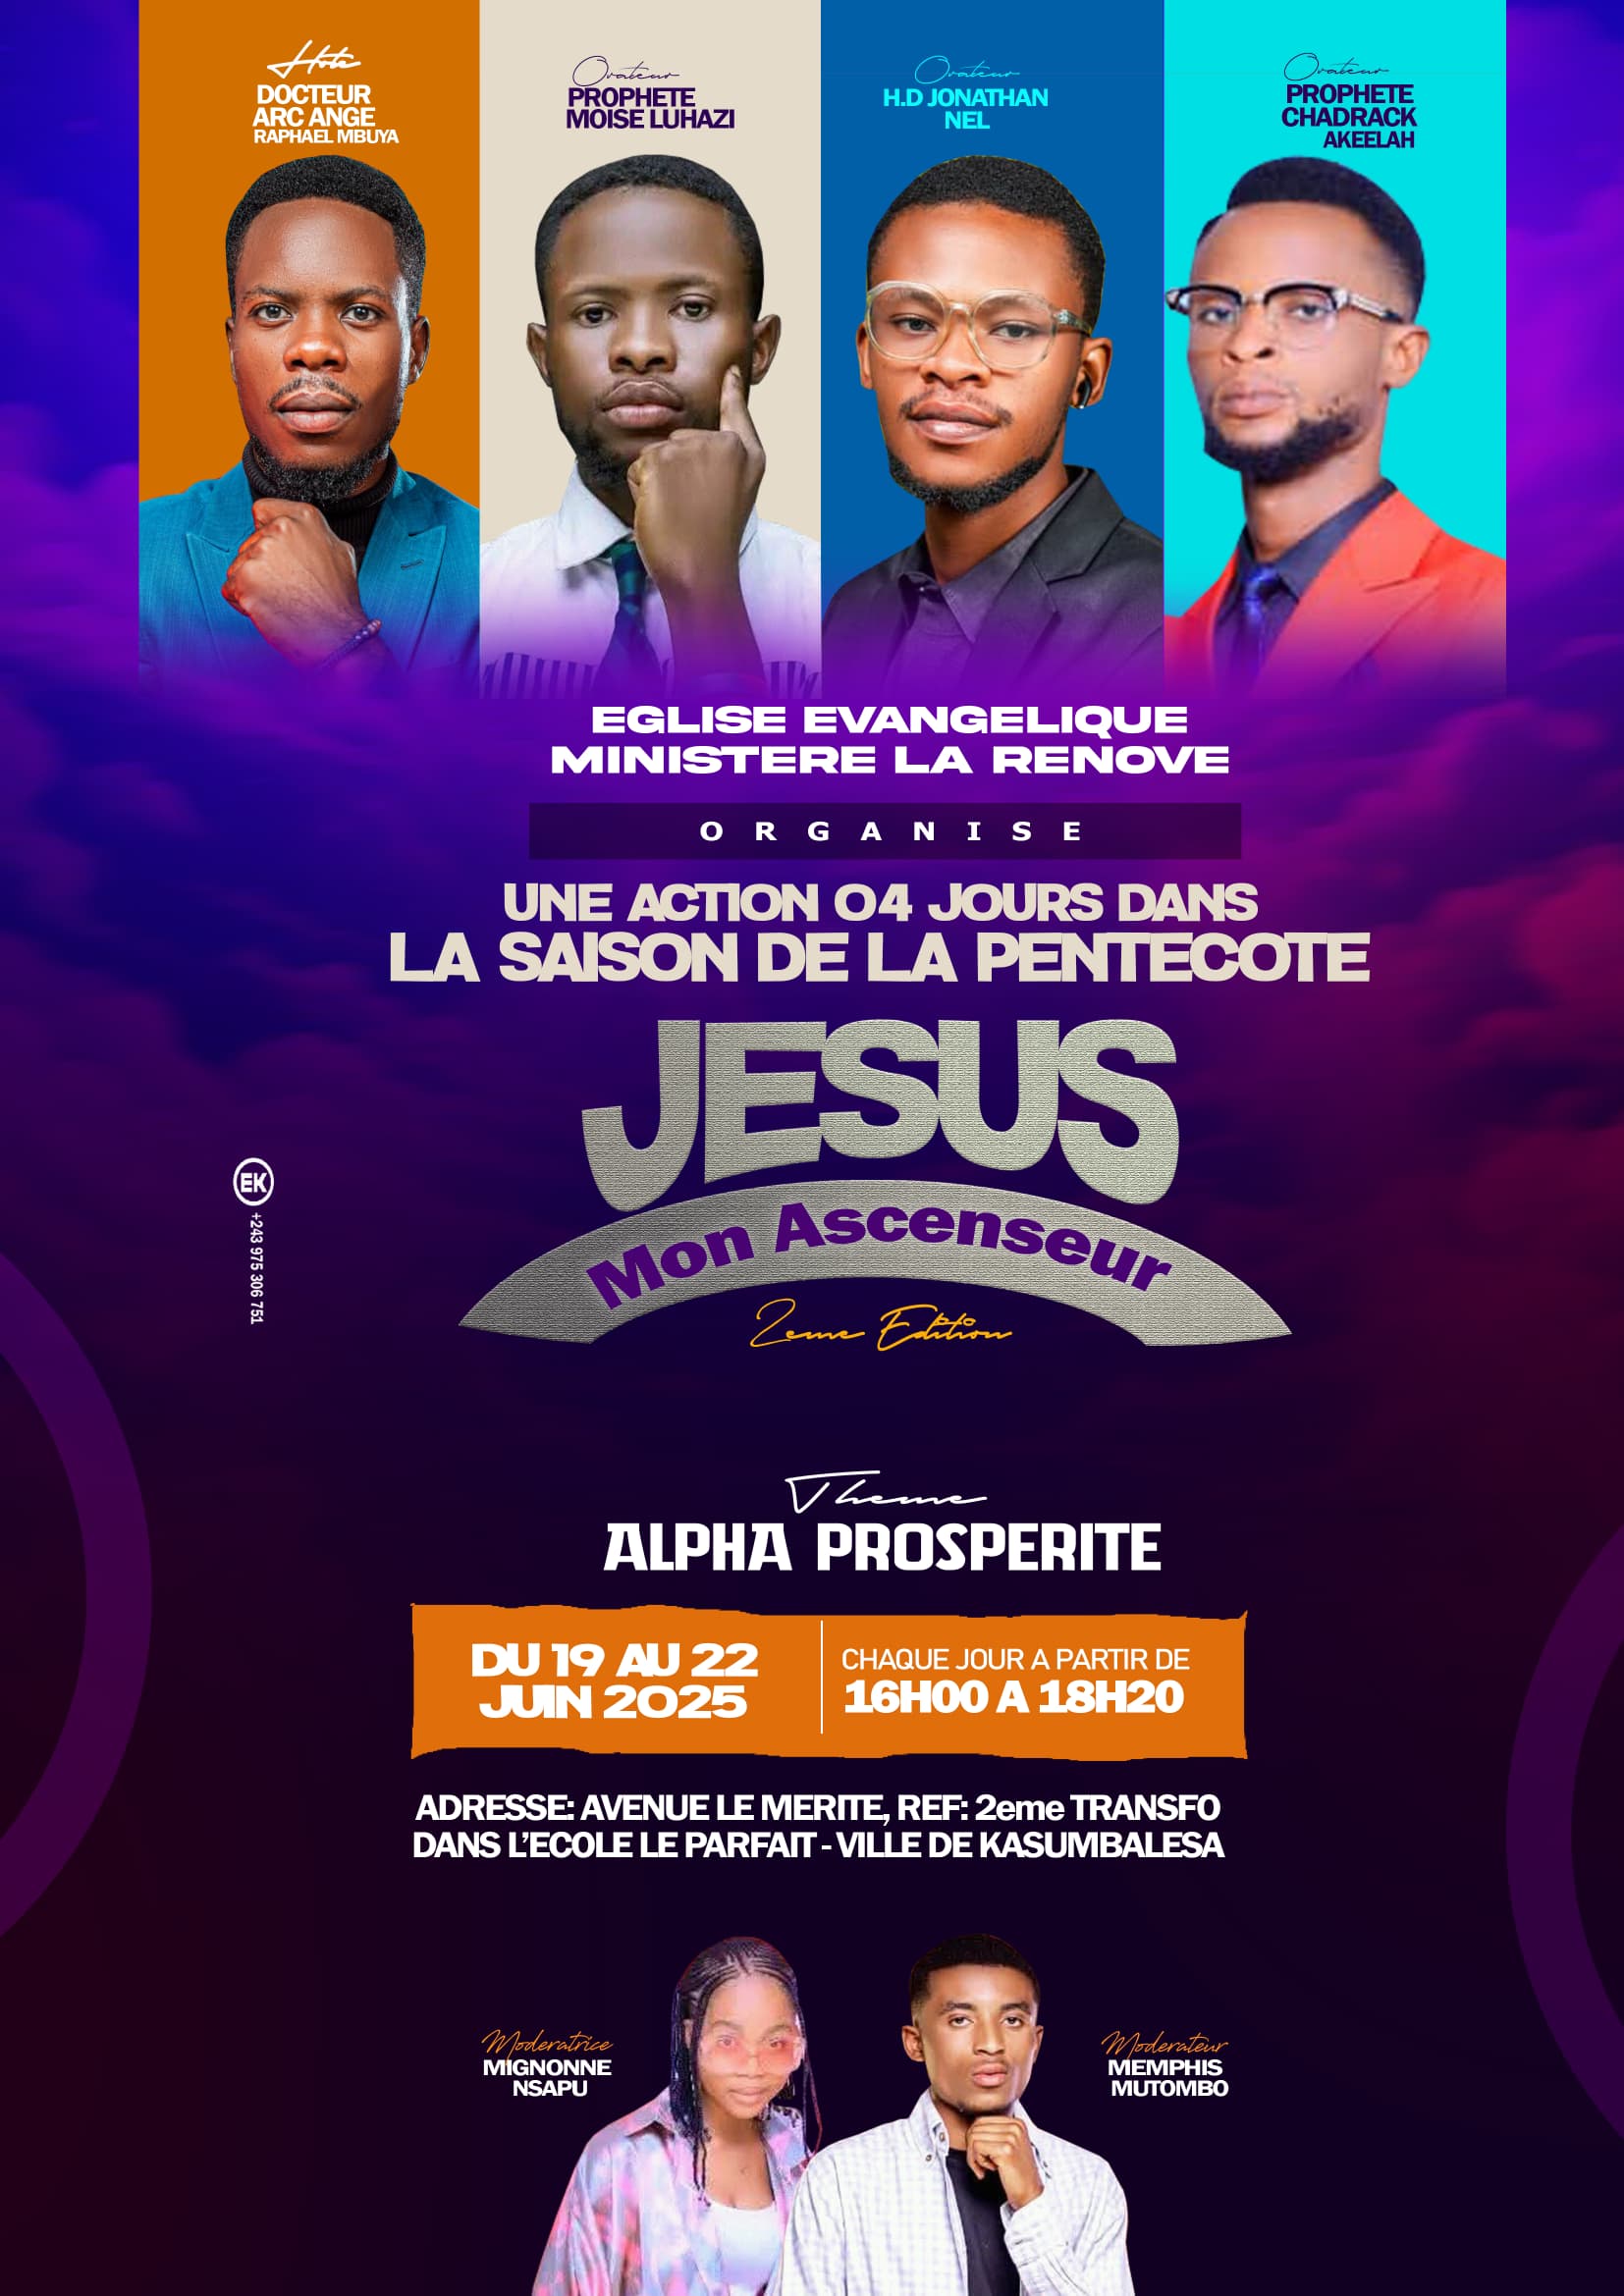 Hote
DOCTEUR
ARC ANGE
RAPHAEL MBUYA
Orateur
PROPHETE
MOISE LUHAZI
Orateur
H.D JONATHAN
NEL
Orateur
PROPHETE
CHADRACK
AKEELAH
EGLISE EVANGELIQUE
MINISTERE LA RENOVE
ORGANISE
UNE ACTION 04 JOURS DANS
LA SAISON DE LA PENTECOTE
JESUS
Mon Ascenseur
2eme Edition
EK
+243 975 306 751
Theme
ALPHA PROSPERITE
DU 19 AU 22
JUIN 2025
CHAQUE JOUR A PARTIR DE
16H00 A 18H20
ADRESSE: AVENUE LE MERITE, REF: 2eme TRANSFO
DANS L'ECOLE LE PARFAIT - VILLE DE KASUMBALESA
Moderatrice
MIGNONNE
NSAPU
Moderateur
MEMPHIS
MUTOMBO